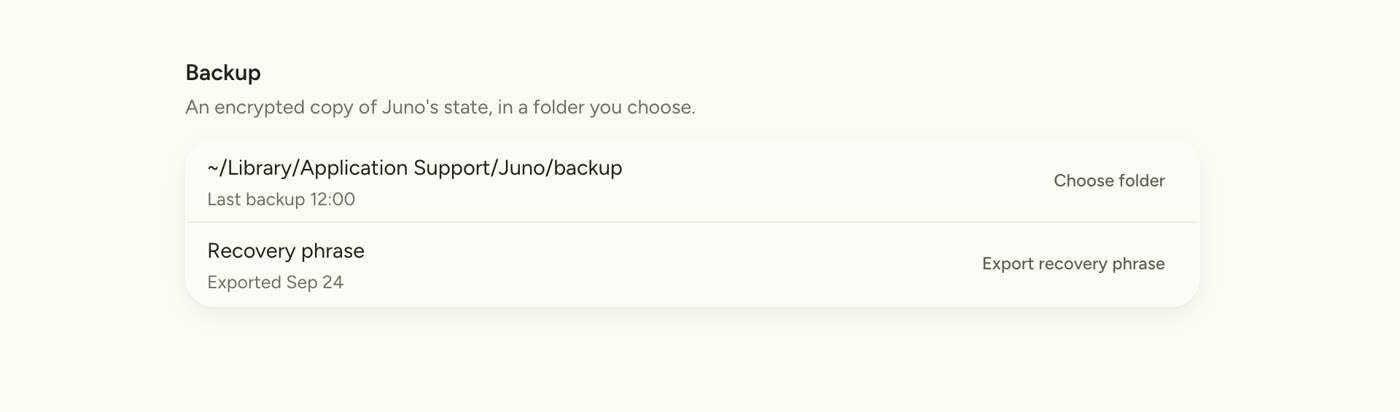 Backup
An encrypted copy of Juno's state, in a folder you choose.
~/Library/Application Support/Juno/backup
Last backup 12:00
Choose folder
Recovery phrase
Exported Sep 24
Export recovery phrase